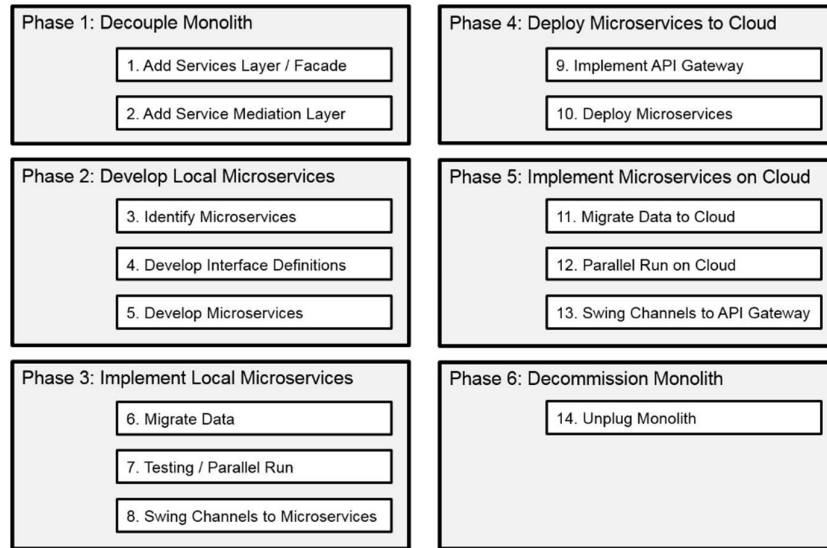 Phase 1: Decouple Monolith
1. Add Services Layer / Facade
2. Add Service Mediation Layer
Phase 2: Develop Local Microservices
3. Identify Microservices
4. Develop Interface Definitions
5. Develop Microservices
Phase 3: Implement Local Microservices
6. Migrate Data
7. Testing / Parallel Run
8. Swing Channels to Microservices
Phase 4: Deploy Microservices to Cloud
9. Implement API Gateway
10. Deploy Microservices
Phase 5: Implement Microservices on Cloud
11. Migrate Data to Cloud
12. Parallel Run on Cloud
13. Swing Channels to API Gateway
Phase 6: Decommission Monolith
14. Unplug Monolith